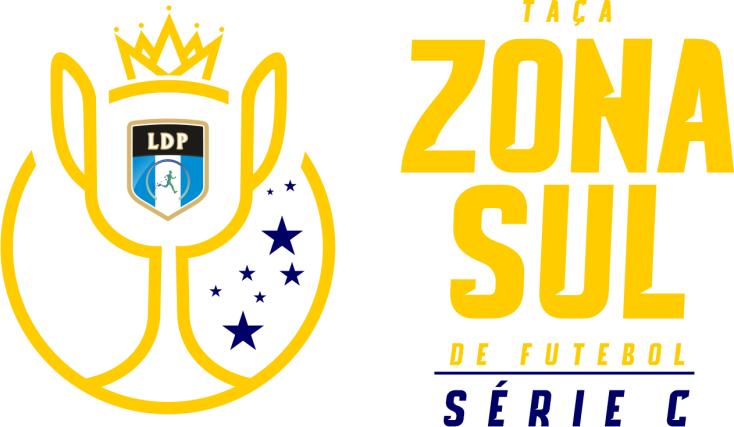 LDP
TAÇA
ZONA
SUL
DE FUTEBOL
SÉRIE C